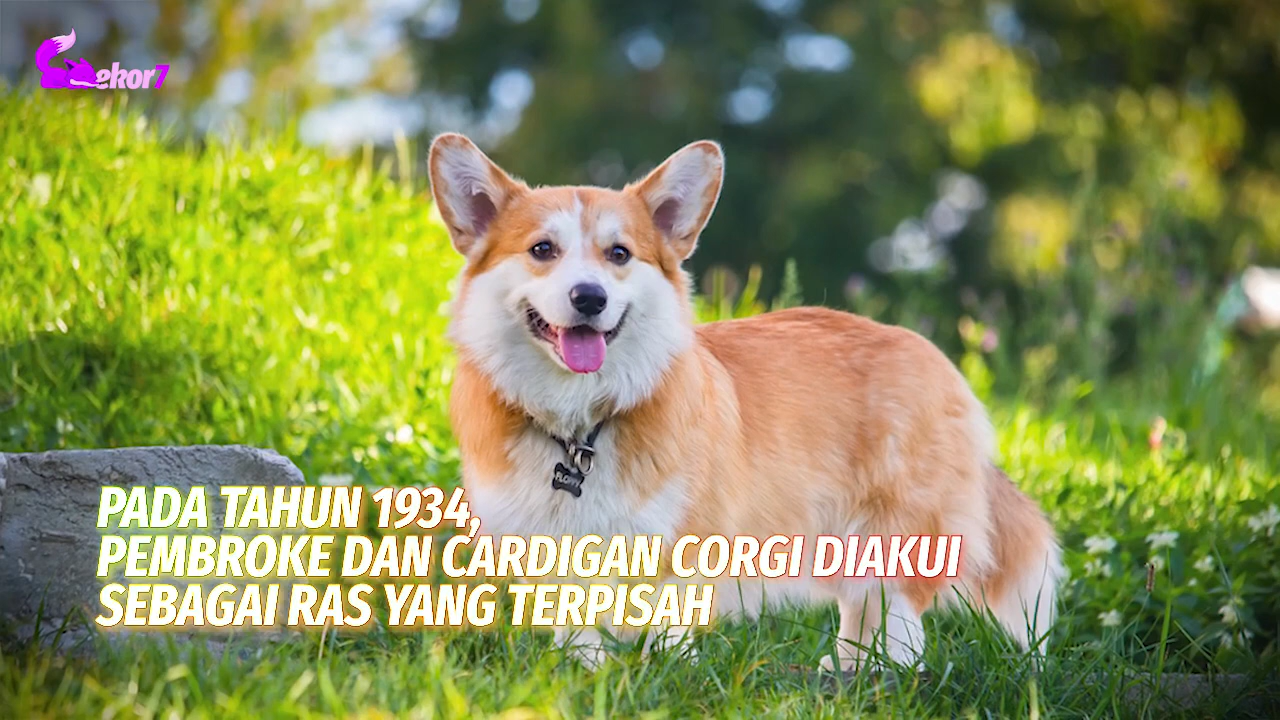 ekor7
PADA TAHUN 1934,
PEMBROKE DAN CARDIGAN CORGI DIAKUI
SEBAGAI RAS YANG TERPISAH